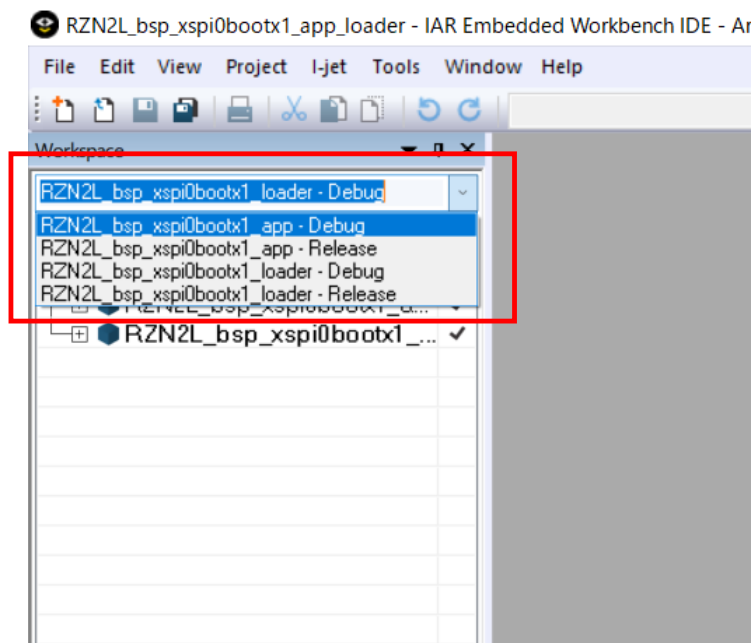 RZN2L_bsp_xspi0bootx1_app_loader - IAR Embedded Workbench IDE - Ar
File Edit View Project I-jet Tools Window Help
Workspace
RZN2L_bsp_xspi0bootx1_loader - Debug
RZN2L_bsp_xspi0bootx1_app - Debug
RZN2L_bsp_xspi0bootx1_app - Release
RZN2L_bsp_xspi0bootx1_loader - Debug
RZN2L_bsp_xspi0bootx1_loader - Release
RZN2L_bsp_xspi0bootx1_a...
RZN2L_bsp_xspi0bootx1_...